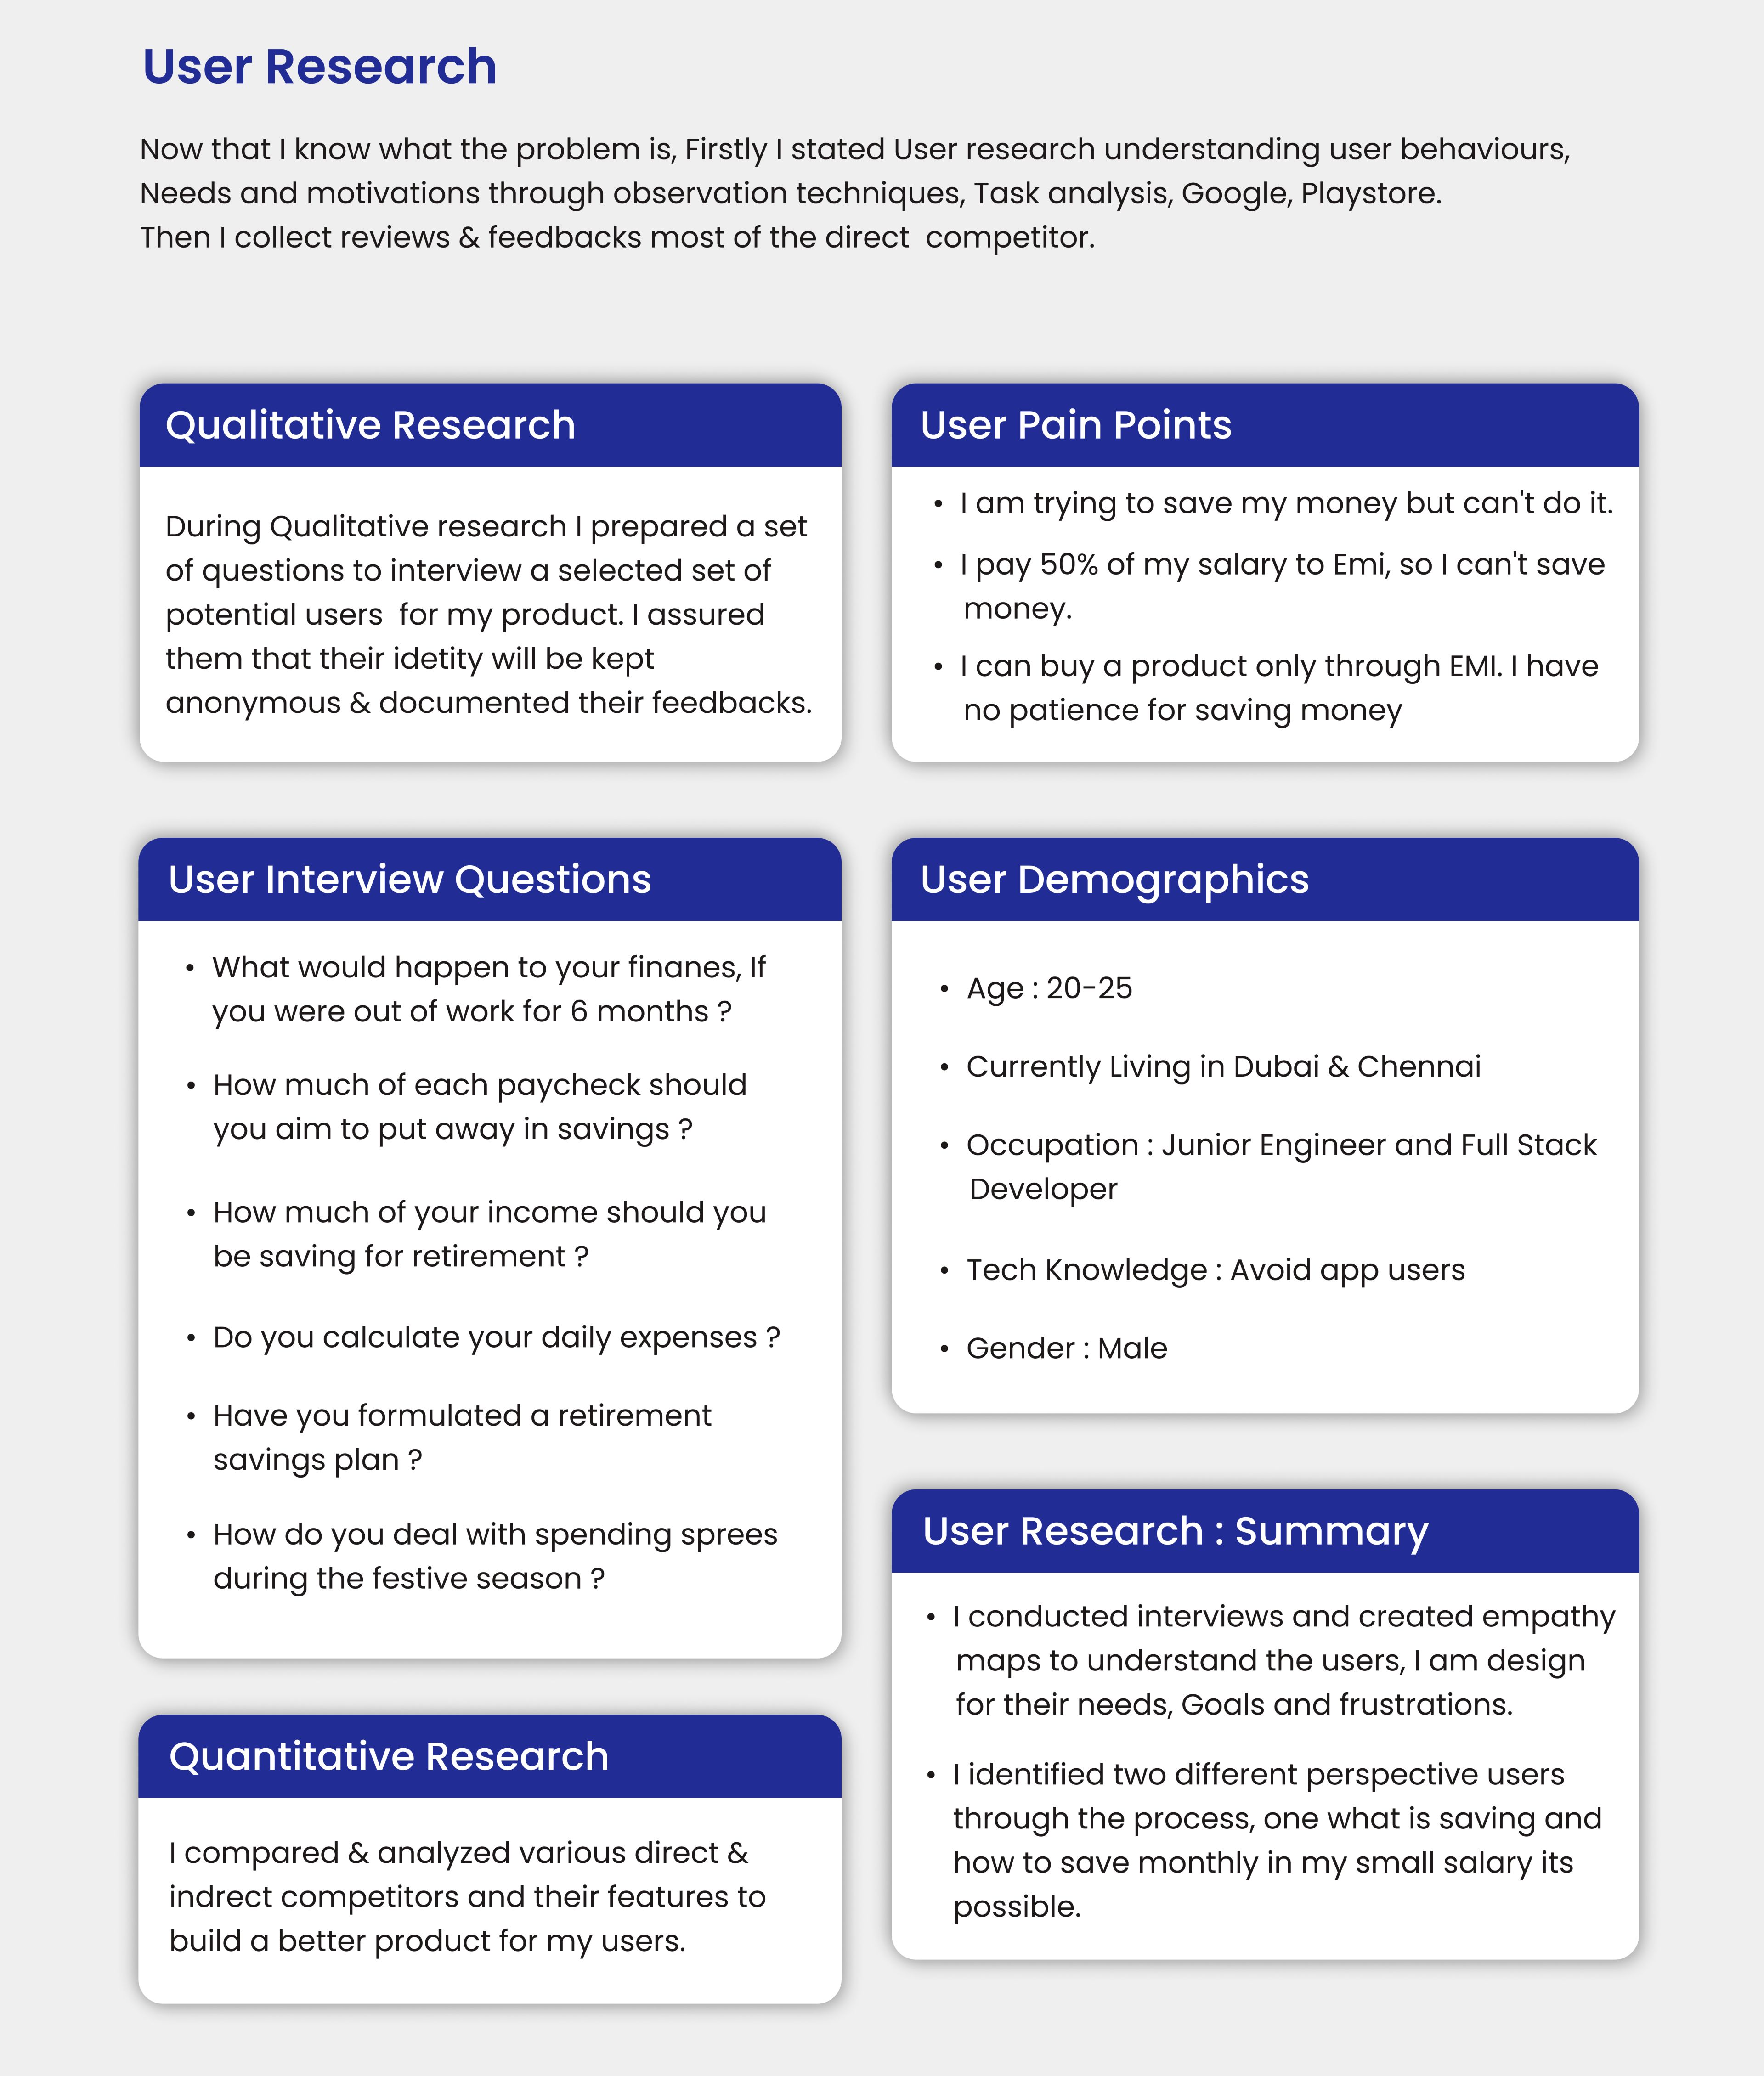 User Research
Now that I know what the problem is, Firstly I stated User research understanding user behaviours,
Needs and motivations through observation techniques, Task analysis, Google, Playstore.
Then I collect reviews & feedbacks most of the direct  competitor.
Qualitative Research
During Qualitative research I prepared a set
of questions to interview a selected set of
potential users  for my product. I assured
them that their idetity will be kept
anonymous & documented their feedbacks.
User Pain Points
• I am trying to save my money but can't do it.
• I pay 50% of my salary to Emi, so I can't save
money.
• I can buy a product only through EMI. I have
no patience for saving money
User Interview Questions
• What would happen to your finanes, If
you were out of work for 6 months ?
• How much of each paycheck should
you aim to put away in savings ?
• How much of your income should you
be saving for retirement ?
• Do you calculate your daily expenses ?
• Have you formulated a retirement
savings plan ?
• How do you deal with spending sprees
during the festive season ?
User Demographics
• Age : 20-25
• Currently Living in Dubai & Chennai
• Occupation : Junior Engineer and Full Stack
Developer
• Tech Knowledge : Avoid app users
• Gender : Male
Quantitative Research
I compared & analyzed various direct &
indrect competitors and their features to
build a better product for my users.
User Research : Summary
• I conducted interviews and created empathy
maps to understand the users, I am design
for their needs, Goals and frustrations.
• I identified two different perspective users
through the process, one what is saving and
how to save monthly in my small salary its
possible.